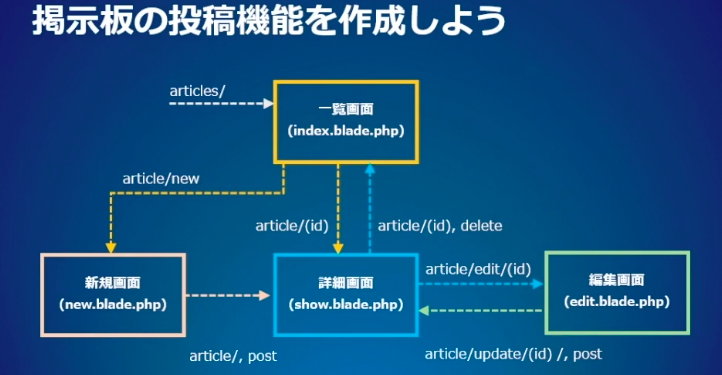 掲示板の投稿機能を作成しよう
articles/
一覧画面
(index.blade.php)
article/new
article/(id)
article/(id), delete
新規画面
(new.blade.php)
詳細画面
(show.blade.php)
article/edit/(id)
編集画面
(edit.blade.php)
article/, post
article/update/(id) /, post